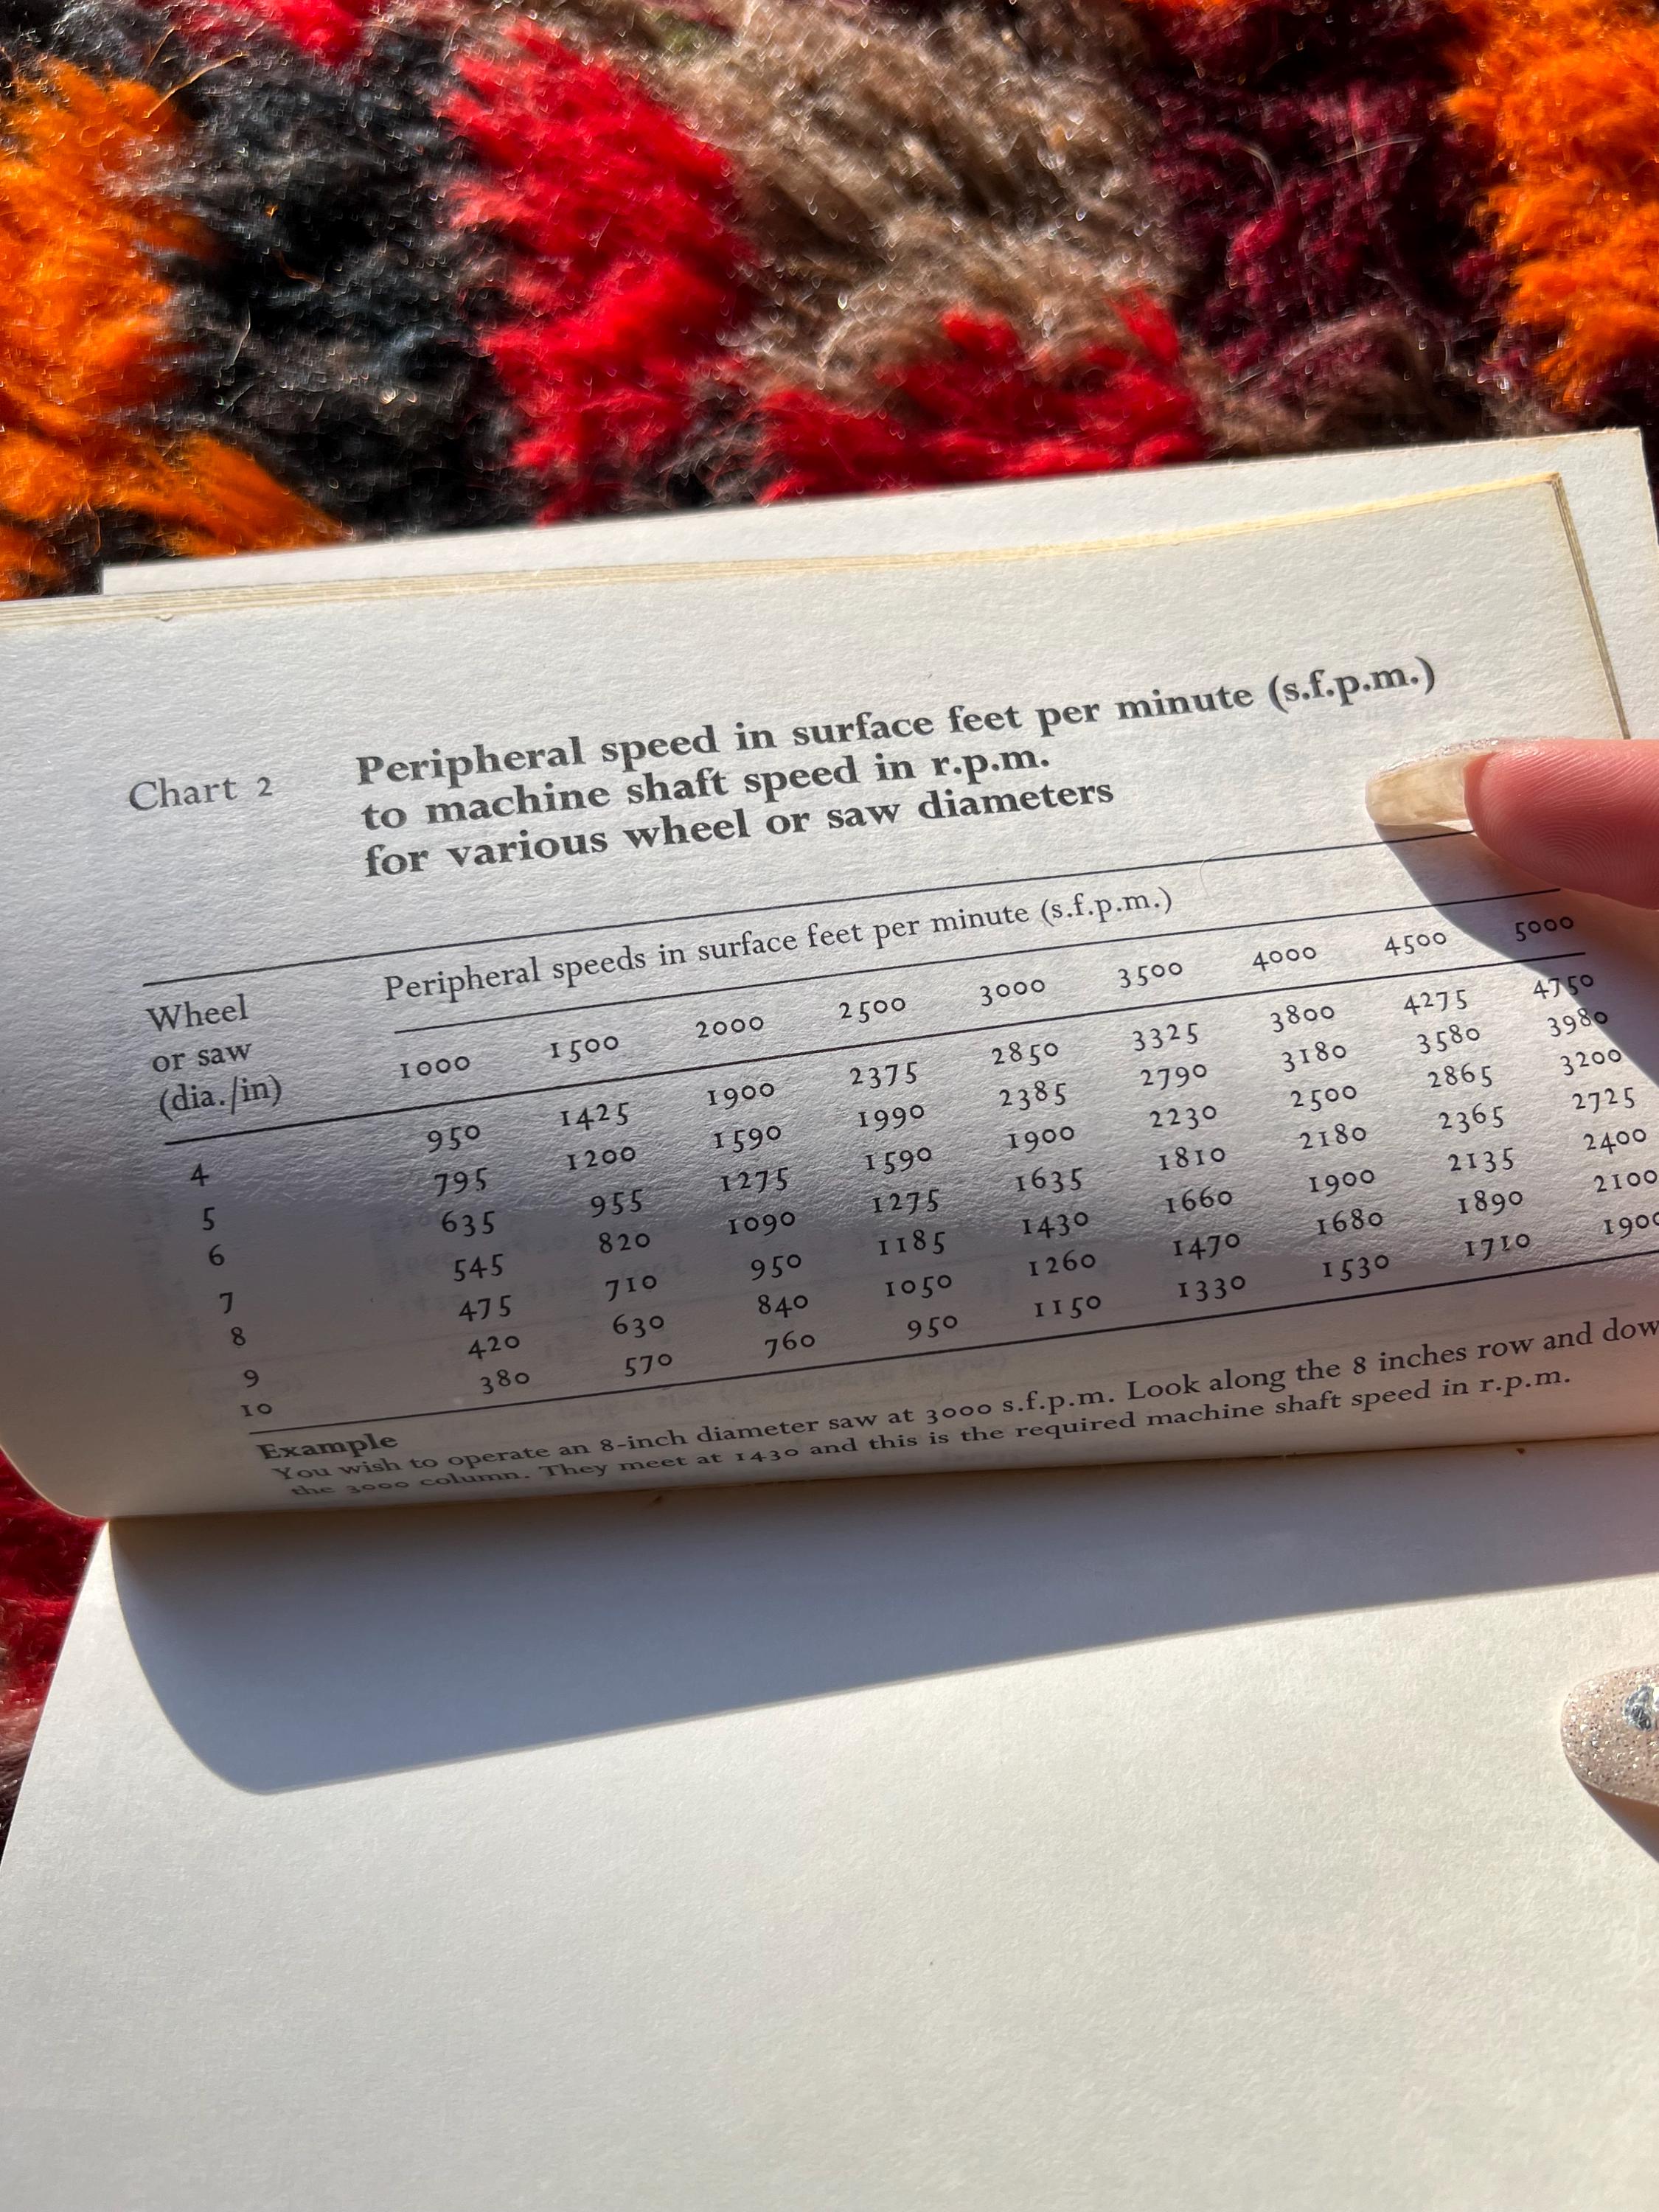 Chart 2 Peripheral speed in surface feet per minute (s.f.p.m.)
to machine shaft speed in r.p.m.
for various wheel or saw diameters
Wheel
or saw
(dia./in)
Peripheral speeds in surface feet per minute (s.f.p.m.)
1000 1500 2000 2500 3000 3500 4000 4500 5000
4 950 1425 1900 2375 2850 3325 3800 4275 4750
5 795 1200 1590 1990 2385 2790 3180 3580 3980
6 635 955 1275 1590 1900 2230 2500 2865 3200
7 545 820 1090 1275 1635 1810 2180 2365 2725
8 475 710 950 1185 1430 1660 1900 2135 2400
9 420 630 840 1050 1260 1470 1680 1890 2100
10 380 570 760 950 1150 1330 1530 1710 1900
Example
You wish to operate an 8-inch diameter saw at 3000 s.f.p.m. Look along the 8 inches row and dow
the 3000 column. They meet at 1430 and this is the required machine shaft speed in r.p.m.